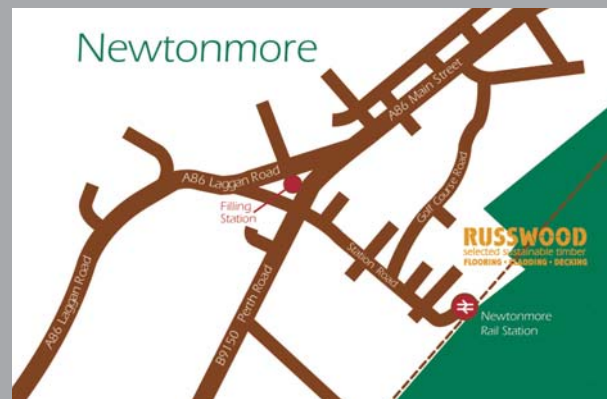 Newtonmore
A86 Main Street
A86 Laggan Road
Filling
Station
Golf Course Road
Station Road
RUSSWOOD
selected sustainable timber
FLOORING • CLADDING • DECKING
A86 Laggan Road
B9150 Perth Road
Newtonmore
Rail Station